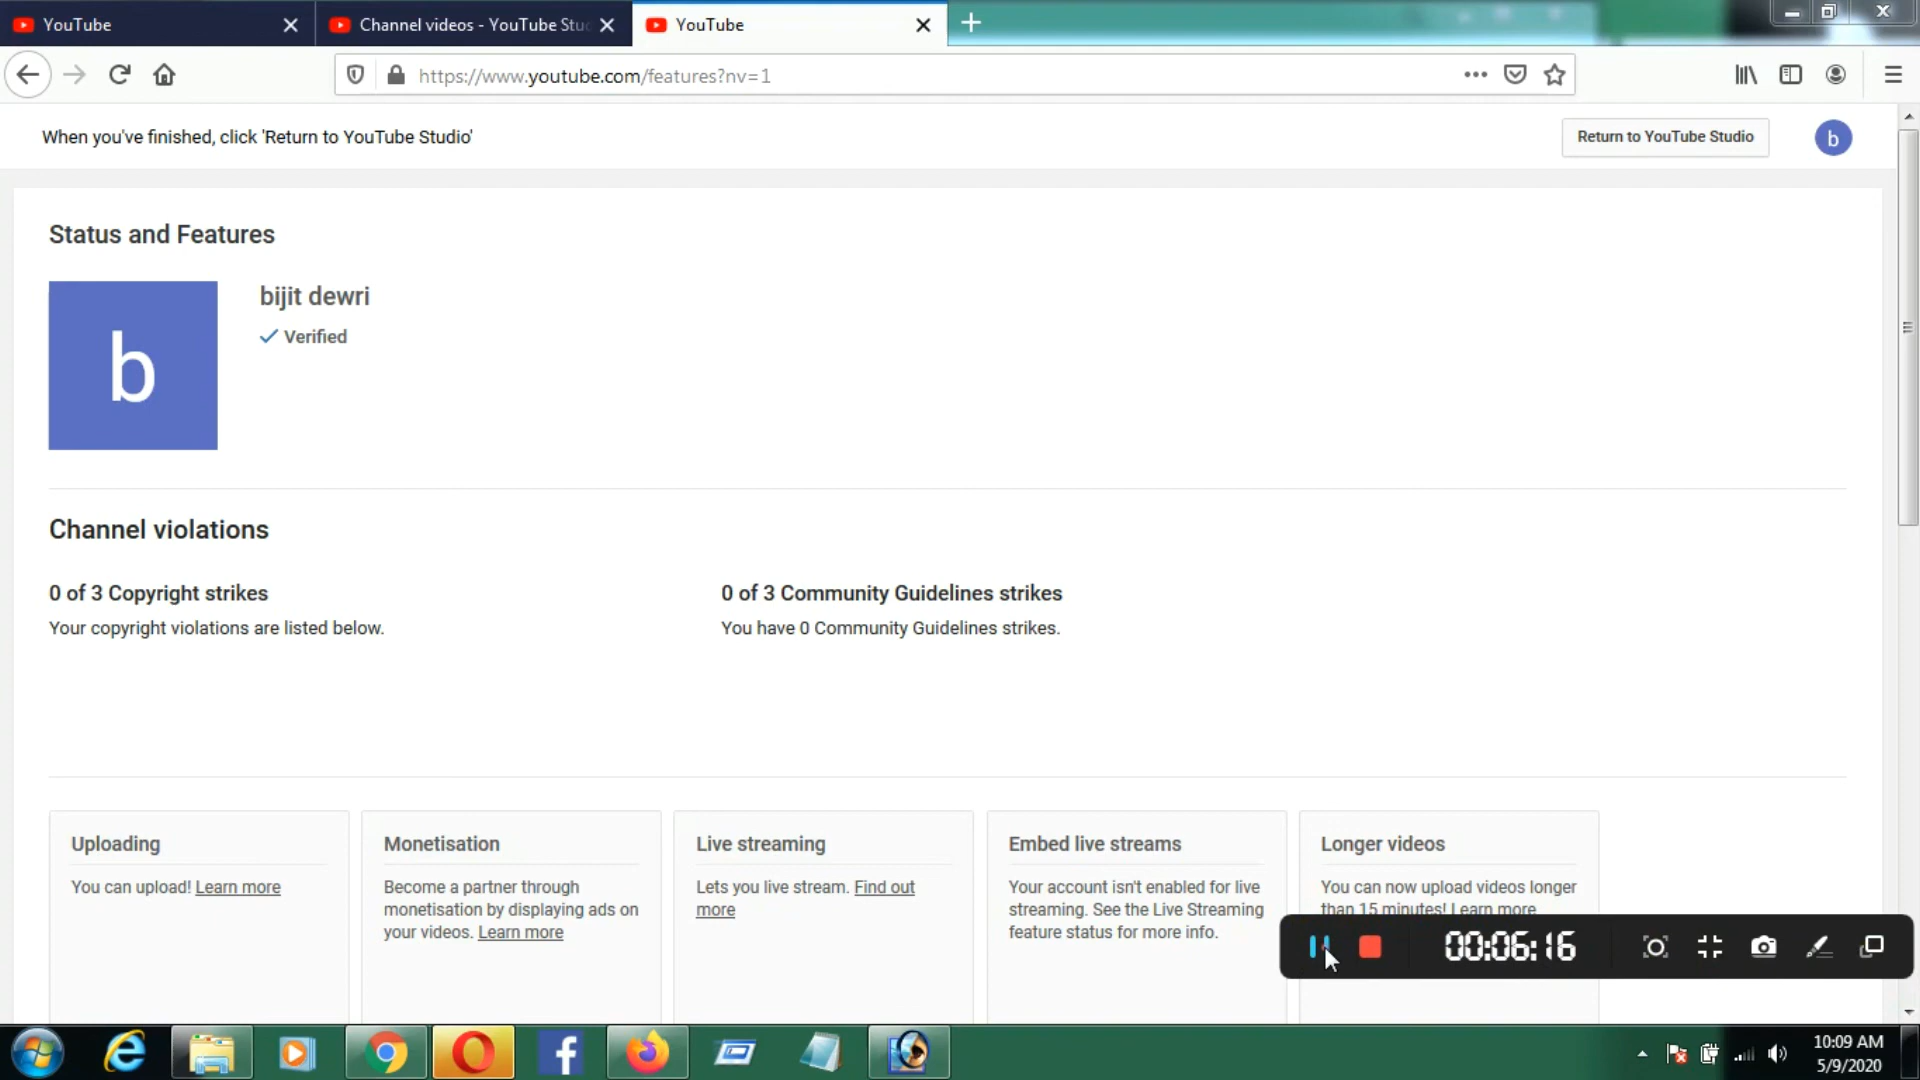 YouTube
Channel videos - YouTube Stu
YouTube
https://www.youtube.com/features?nv=1
When you've finished, click 'Return to YouTube Studio'
Return to YouTube Studio
b
Status and Features
b
bijit dewri
Verified
Channel violations
0 of 3 Copyright strikes
Your copyright violations are listed below.
0 of 3 Community Guidelines strikes
You have 0 Community Guidelines strikes.
Uploading
You can upload! Learn more
Monetisation
Become a partner through
monetisation by displaying ads on
your videos. Learn more
Live streaming
Lets you live stream. Find out
more
Embed live streams
Your account isn't enabled for live
streaming. See the Live Streaming
feature status for more info.
Longer videos
You can now upload videos longer
than 15 minutes! Learn more
00:06:16
10:09 AM
5/9/2020